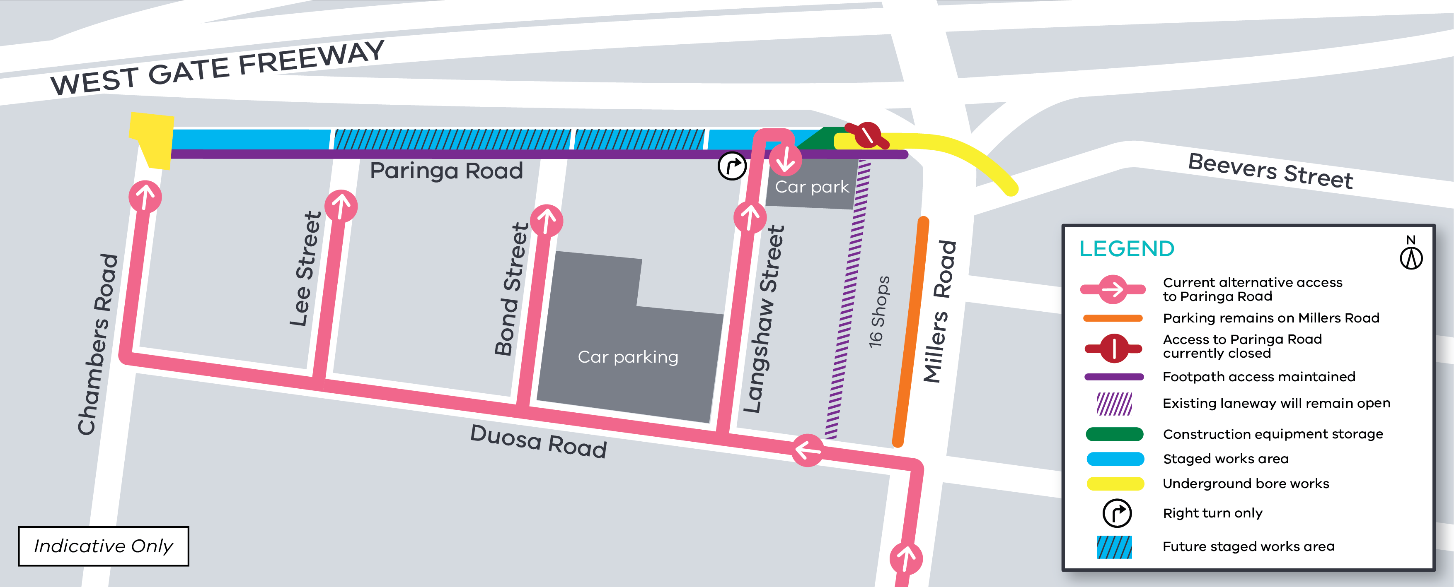 WEST GATE FREEWAY
Paringa Road
Beevers Street
Car park
Chambers Road
Lee Street
Bond Street
Langshaw Street
16 Shops
Millers Road
Car parking
Duosa Road
Indicative Only
LEGEND
N
Current alternative access
to Paringa Road
Parking remains on Millers Road
Access to Paringa Road
currently closed
Footpath access maintained
Existing laneway will remain open
Construction equipment storage
Staged works area
Underground bore works
Right turn only
Future staged works area